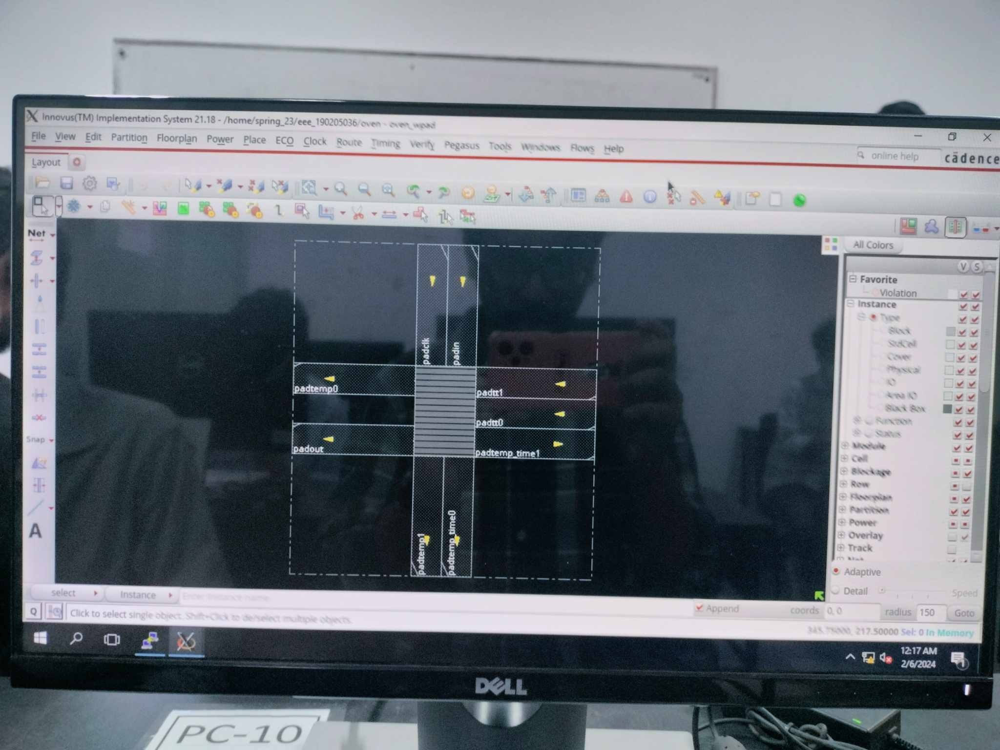 Innovus(TM) Implementation System 21.18 - /home/spring_23/eee_190205036/oven - oven_wpad
File View Edit Partition Floorplan Power Place ECO Clock Route Timing Verify Pegasus Tools Windows Flows Help
online help
cādence
Layout
Net
All Colors
V S
Favorite
Violation
Instance
Type
Block
StdCell
Cover
Physical
IO
Area IO
Black Box
Function
Status
Module
Cell
Blockage
Row
Floorplan
Partition
Power
Overlay
Track
Net
Adaptive
Detail
Speed
Snap
A
padclk
padin
padtemp0
padtt1
padtt0
padout
padtemp_time1
padtemp1
padtemp_time0
select
Instance
Enter instance name
Q
Click to select single object. Shift+Click to de/select multiple objects.
Append
coords 0, 0
radius 150
Goto
345.75000, 217.50000 Sel: 0 In Memory
12:17 AM
2/6/2024
1
DELL
PC-10